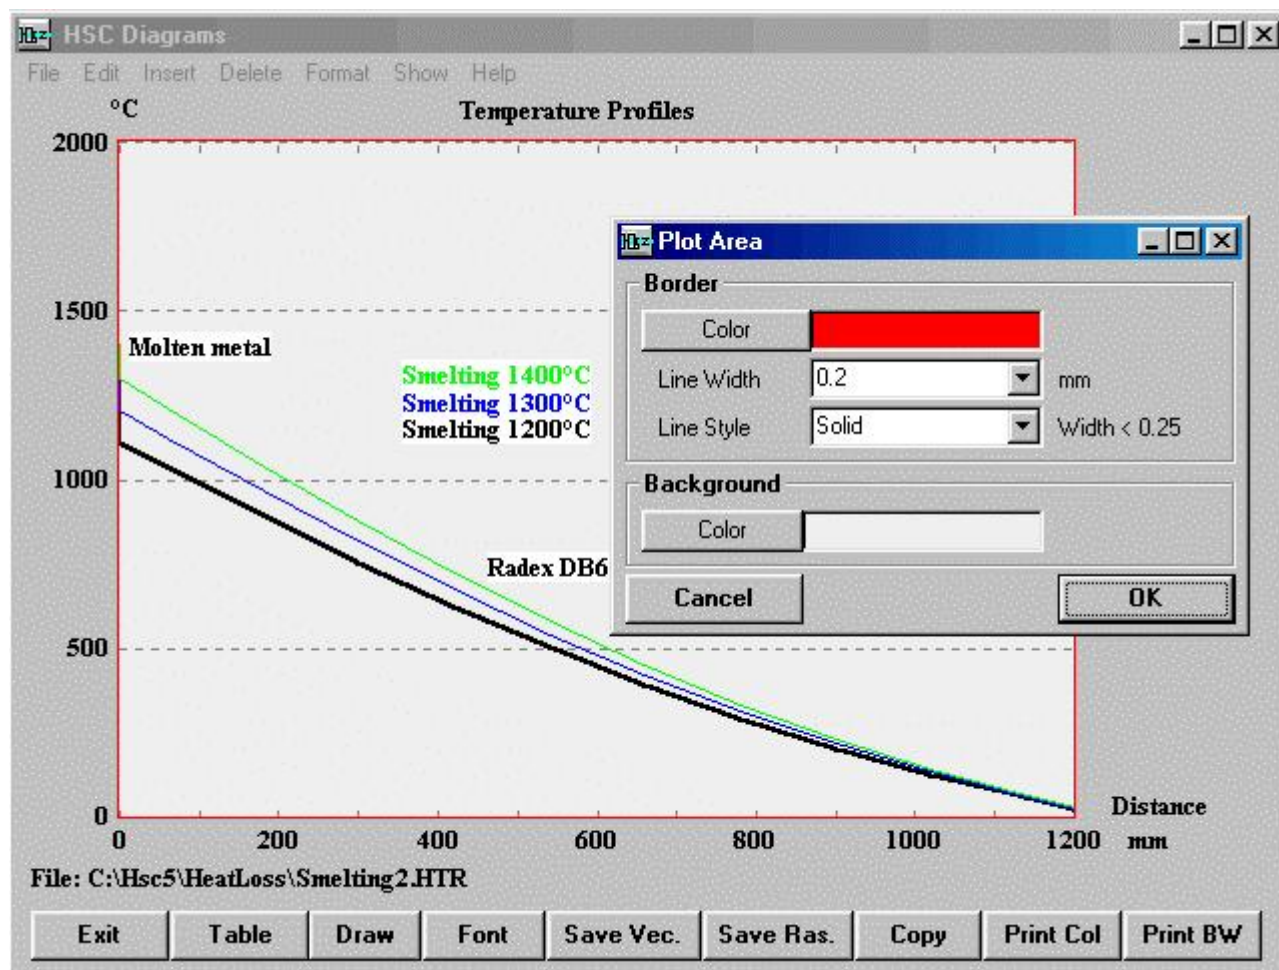 HSC Diagrams
File Edit Insert Delete Format Show Help
°C Temperature Profiles
2000
1500
1000
500
0
Molten metal
Smelting 1400°C
Smelting 1300°C
Smelting 1200°C
Radex DB6
Plot Area
Border
Color
Line Width 0.2 mm
Line Style Solid Width < 0.25
Background
Color
Cancel OK
0 200 400 600 800 1000 1200
Distance
mm
File: C:\Hsc5\HeatLoss\Smelting2.HTR
Exit Table Draw Font Save Vec. Save Ras. Copy Print Col Print BW